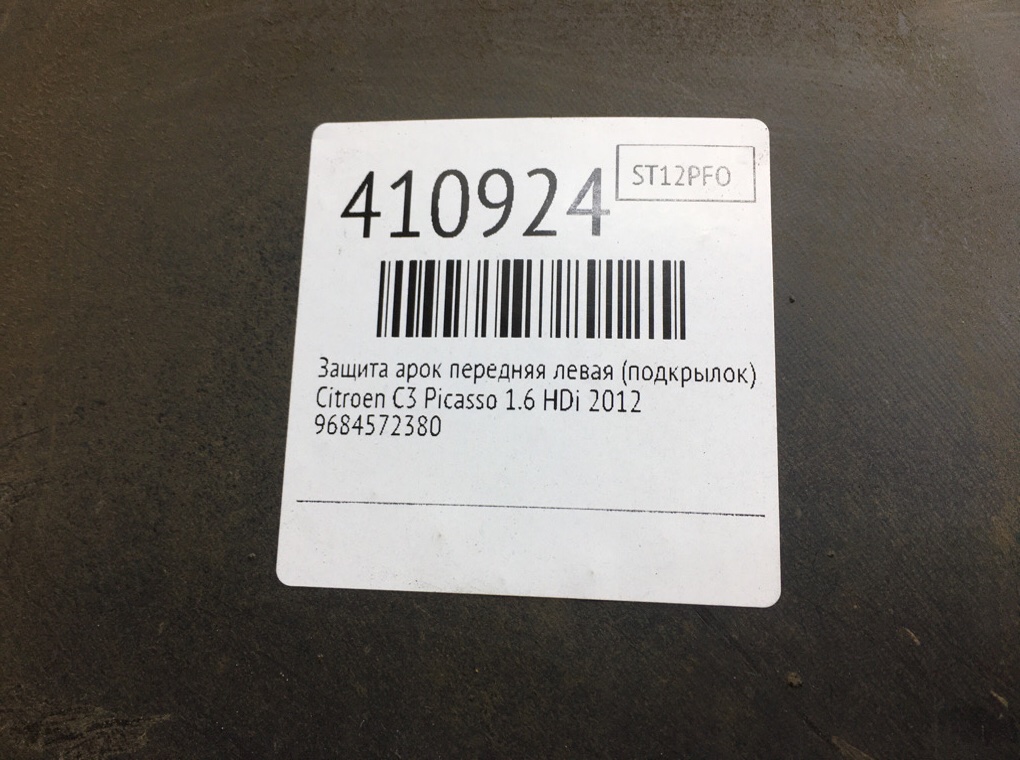 410924
ST12PFO
Защита арок передняя левая (подкрылок)
Citroen C3 Picasso 1.6 HDi 2012
9684572380